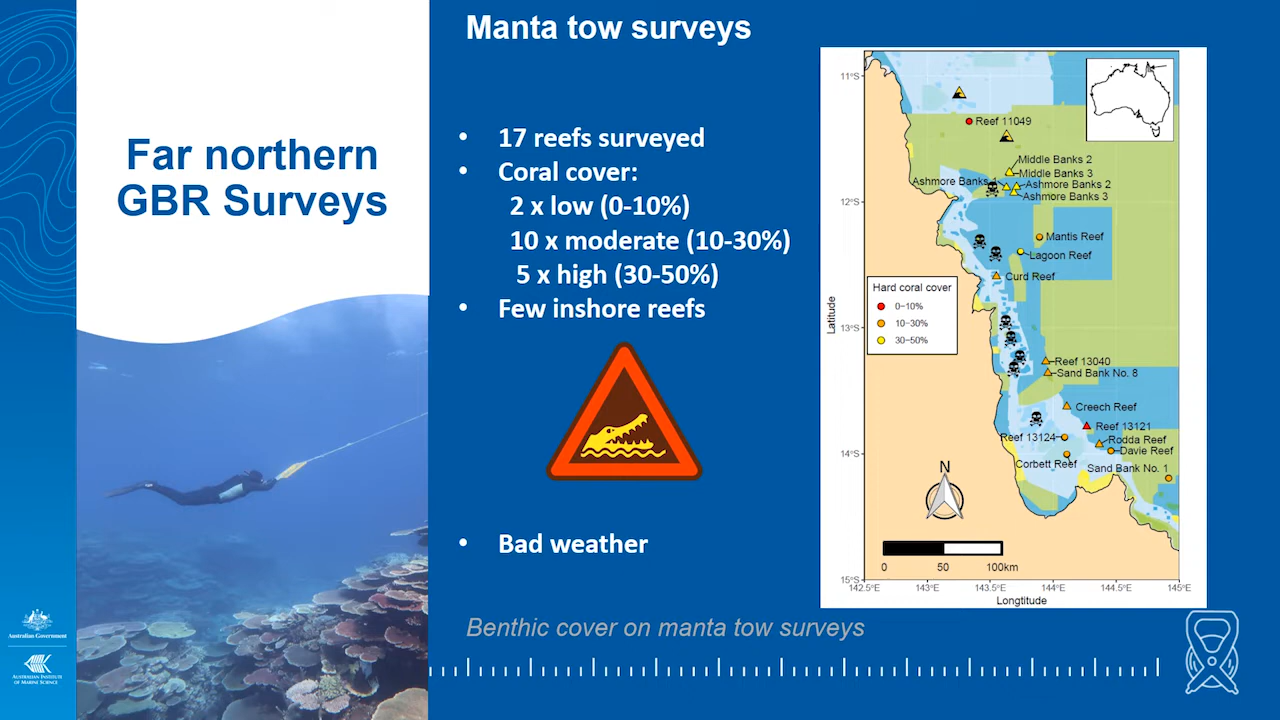 Manta tow surveys
Far northern
GBR Surveys
• 17 reefs surveyed
• Coral cover:
2 x low (0-10%)
10 x moderate (10-30%)
5 x high (30-50%)
• Few inshore reefs
• Bad weather
Benthic cover on manta tow surveys
Australian Government
AUSTRALIAN INSTITUTE
OF MARINE SCIENCE
11°S
12°S
13°S
14°S
15°S
Latitude
Reef 11049
Middle Banks 2
Middle Banks 3
Ashmore Banks 1
Ashmore Banks 2
Ashmore Banks 3
Mantis Reef
Lagoon Reef
Curd Reef
Hard coral cover
0-10%
10-30%
30-50%
Reef 13040
Sand Bank No. 8
Creech Reef
Reef 13121
Reef 13124
Rodda Reef
Davie Reef
Corbett Reef
Sand Bank No. 1
N
0 50 100km
142.5°E 143°E 143.5°E 144°E 144.5°E 145°E
Longtitude